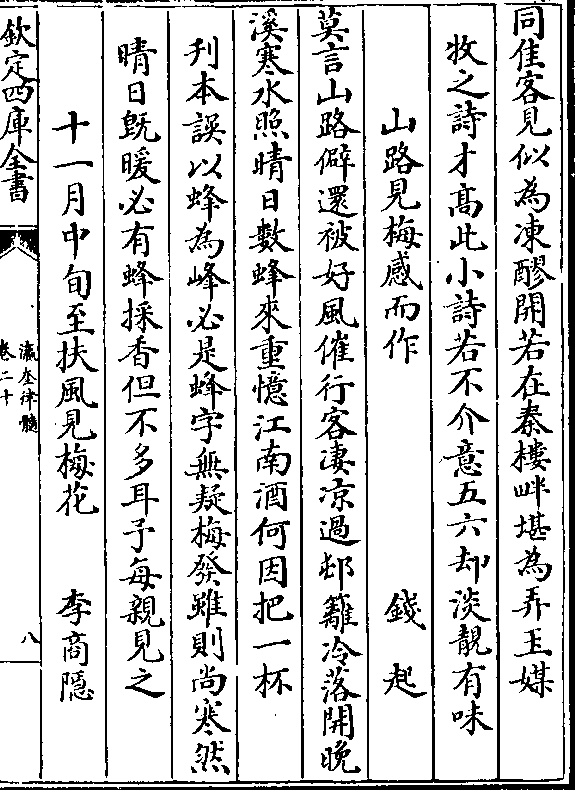 同佳客見似為凍醪開若在秦樓畔堪為弄玉媒
牧之詩才髙此小詩若不介意五六却淡靚有味
山路見梅感而作 錢起
莫言山路僻還被好風催行客淒凉過邨籬冷落開晚
溪寒水照晴日數蜂來重憶江南酒何因把一杯
刋本誤以蜂為峰必是蜂字無疑梅發雖則尚寒然
晴日旣暖必有蜂採香但不多耳予每親見之
十一月中旬至扶風見梅花 李商隠
欽定四庫全書
瀛奎律髓
卷二十
八